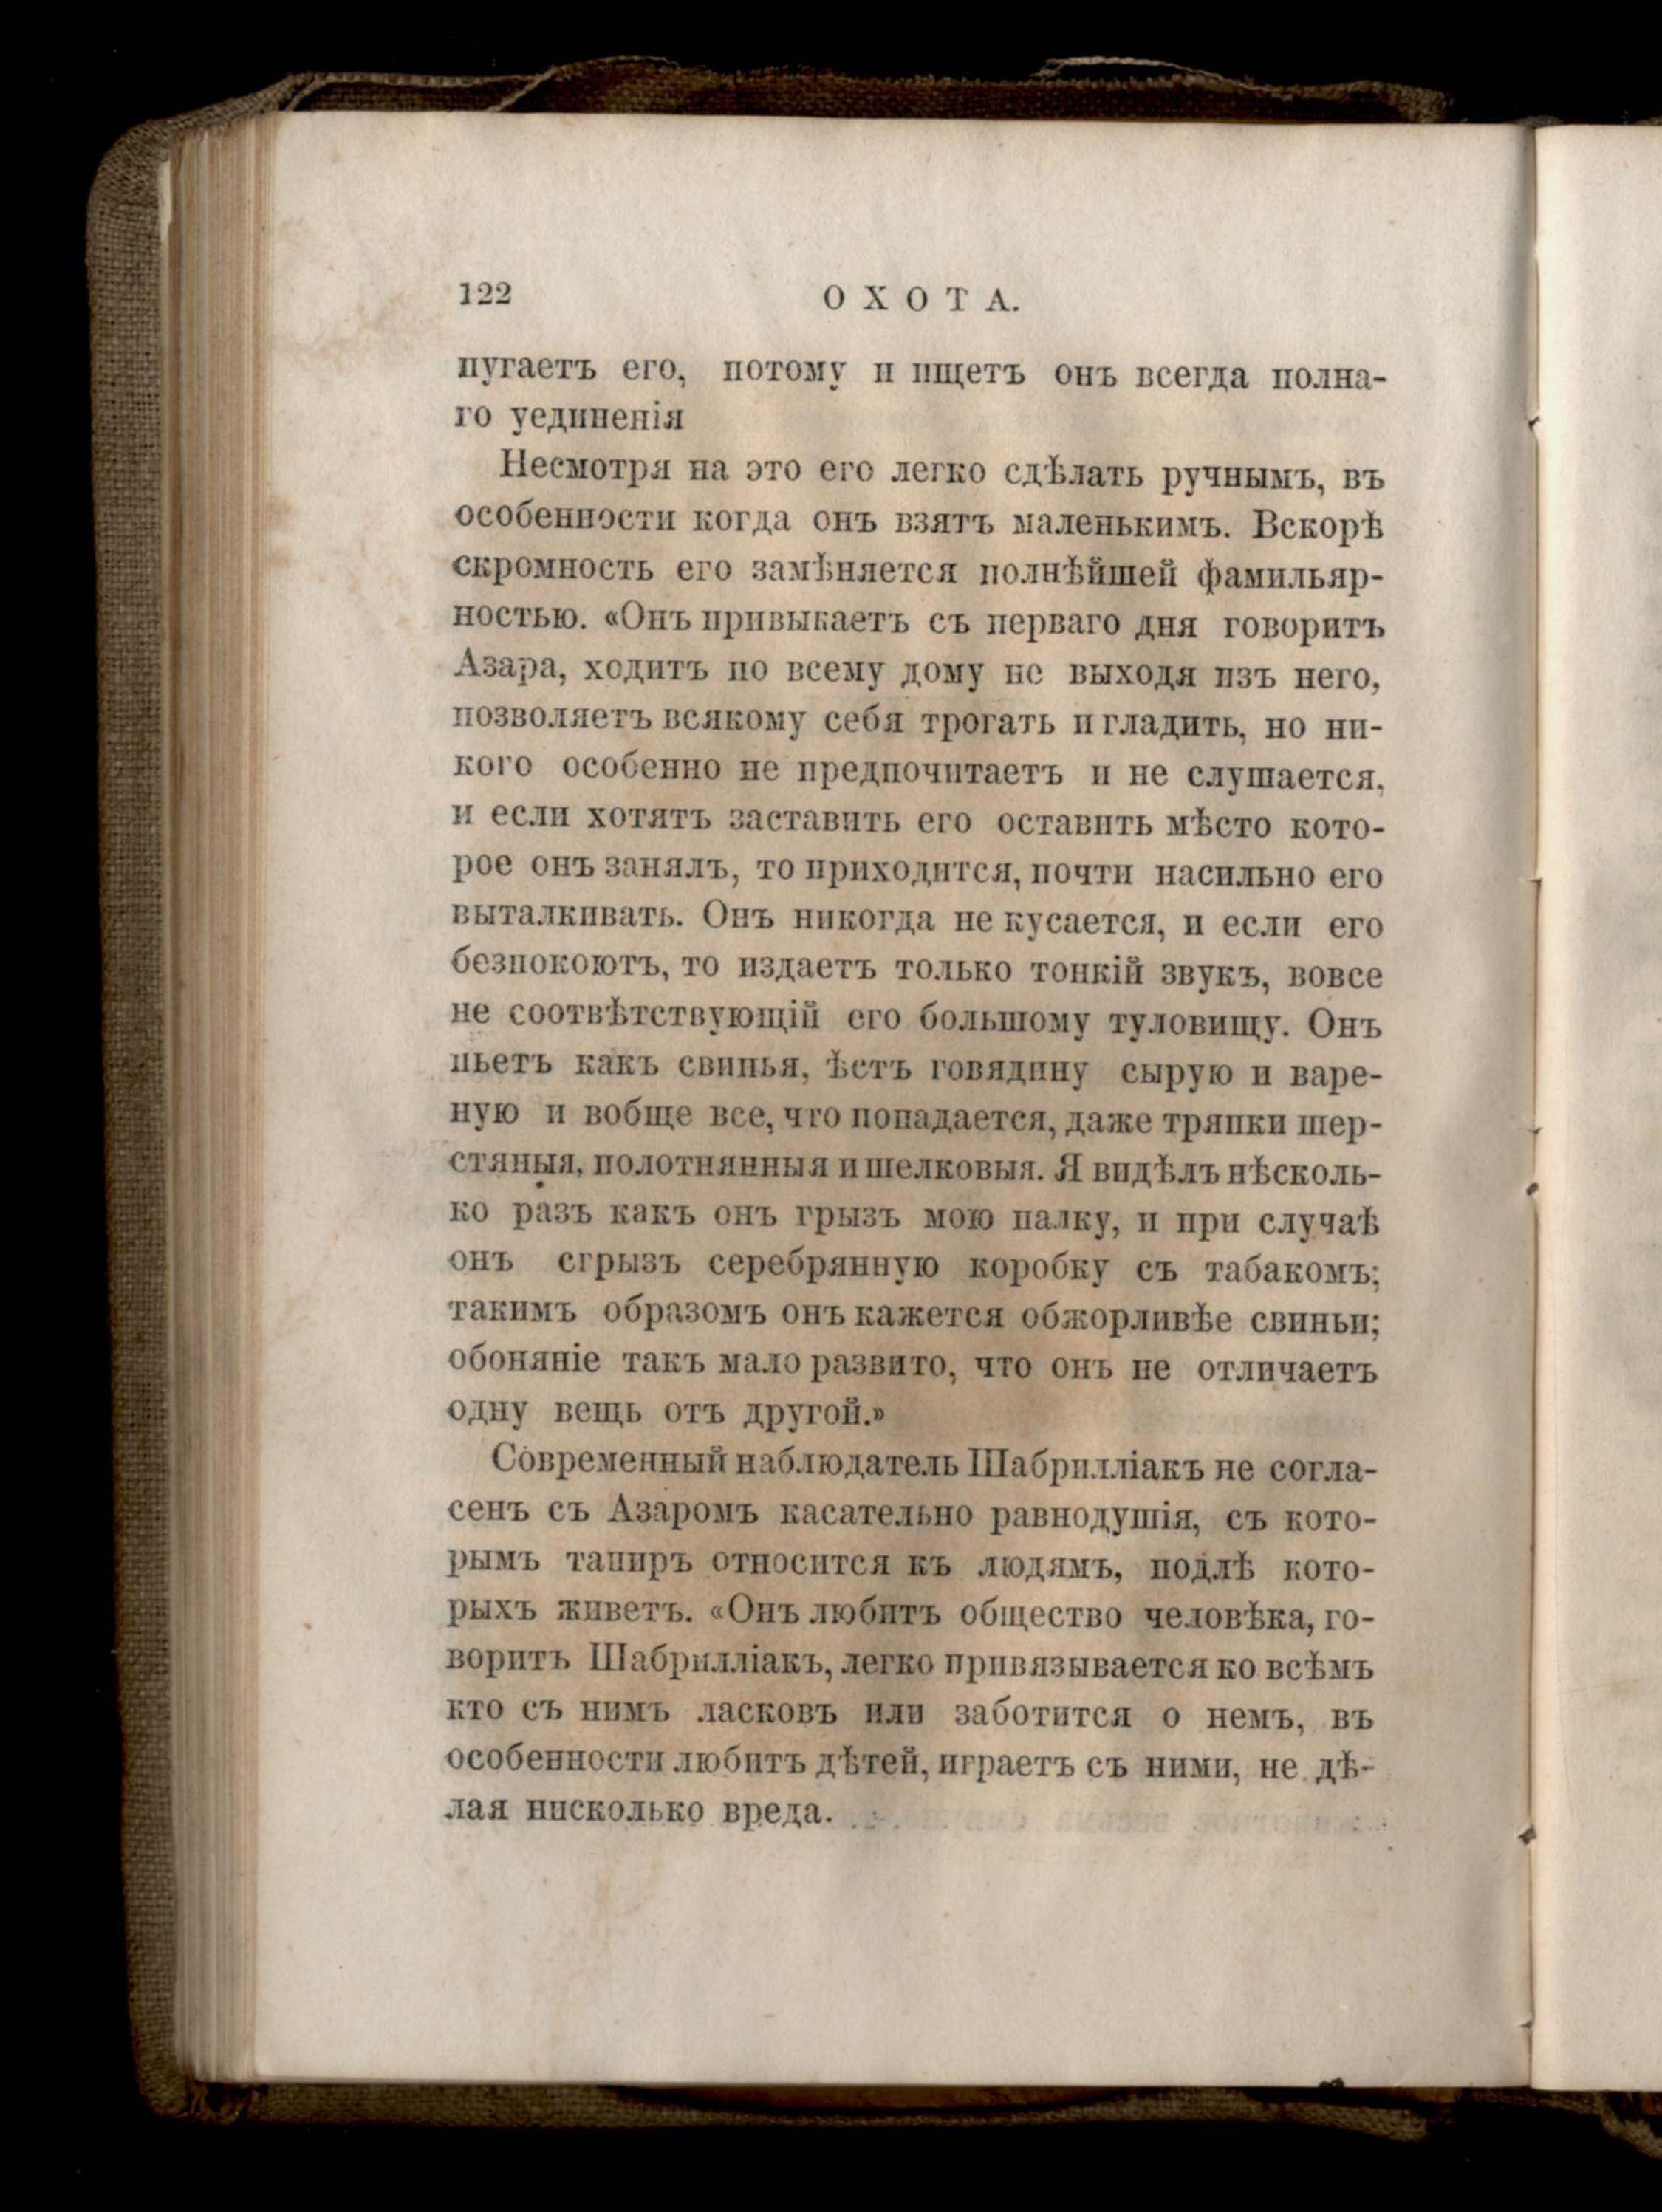 122
ОХОТА.
пугаетъ его, потому и ищетъ онъ всегда полна-
го уединенія
Несмотря на это его легко сдѣлать ручнымъ, въ
особенности когда онъ взятъ маленькимъ. Вскорѣ
скромность его замѣняется полнѣйшей фамильяр-
ностью. «Онъ привыкаетъ съ перваго дня говоритъ
Азара, ходитъ по всему дому не выходя изъ него,
позволяетъ всякому себя трогать и гладить, но ни-
кого особенно не предпочитаетъ и не слушается,
и если хотятъ заставить его оставить мѣсто кото-
рое онъ занялъ, то приходится, почти насильно его
выталкивать. Онъ никогда не кусается, и если его
безпокоютъ, то издаетъ только тонкій звукъ, вовсе
не соотвѣтствующій его большому туловищу. Онъ
пьетъ какъ свинья, ѣстъ говядину сырую и варе-
ную и вобще все, что попадается, даже тряпки шер-
стяныя, полотнянныя и шелковыя. Я видѣлъ нѣсколь-
ко разъ какъ онъ грызъ мою палку, и при случаѣ
онъ сгрызъ серебрянную коробку съ табакомъ;
такимъ образомъ онъ кажется обжорливѣе свиньи;
обоняніе такъ мало развито, что онъ не отличаетъ
одну вещь отъ другой.»
Современный наблюдатель Шабрилліакъ не согла-
сенъ съ Азаромъ касательно равнодушія, съ кото-
рымъ тапиръ относится къ людямъ, подлѣ кото-
рыхъ живетъ. «Онъ любитъ общество человѣка, го-
воритъ Шабрилліакъ, легко привязывается ко всѣмъ
кто съ нимъ ласковъ или заботится о немъ, въ
особенности любитъ дѣтей, играетъ съ ними, не дѣ-
лая нисколько вреда.